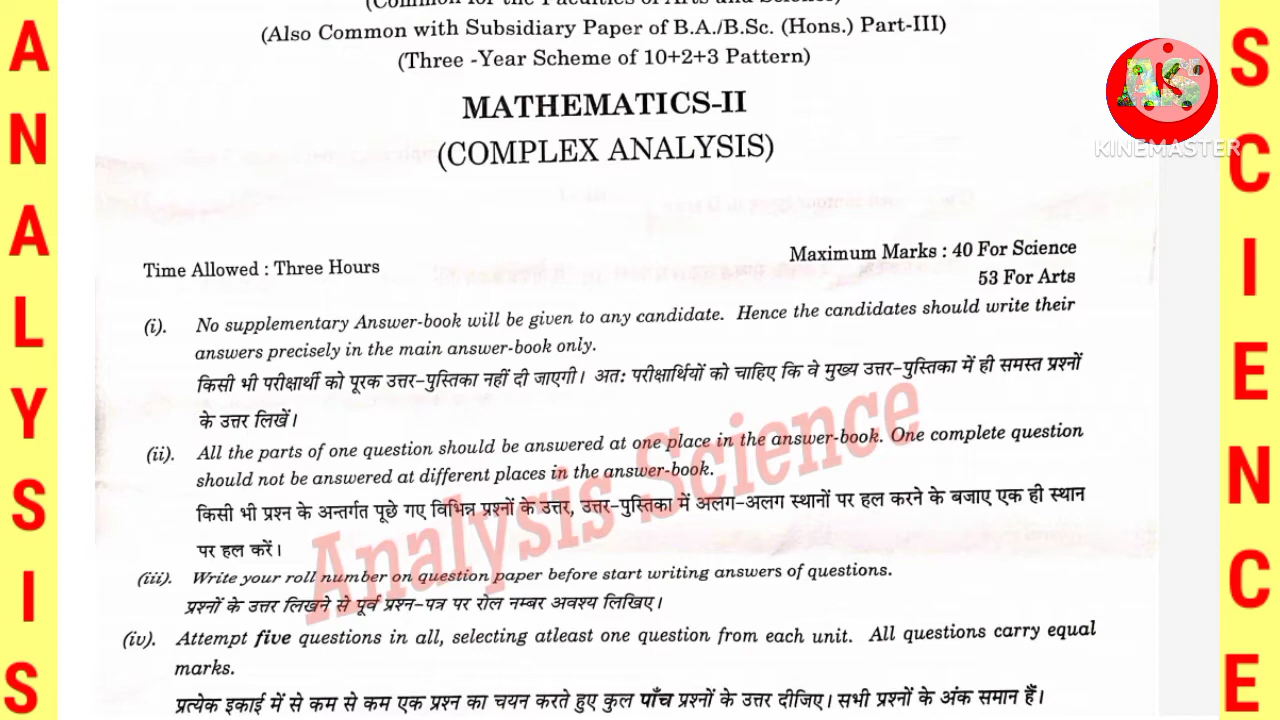 (Common for the Faculties of Arts and Science)
(Also Common with Subsidiary Paper of B.A./B.Sc. (Hons.) Part-III)
(Three -Year Scheme of 10+2+3 Pattern)
MATHEMATICS-II
(COMPLEX ANALYSIS)
Time Allowed : Three Hours
Maximum Marks : 40 For Science
53 For Arts
(i). No supplementary Answer-book will be given to any candidate. Hence the candidates should write their
answers precisely in the main answer-book only.
किसी भी परीक्षार्थी को पूरक उत्तर-पुस्तिका नहीं दी जाएगी। अतः परीक्षार्थियों को चाहिए कि वे मुख्य उत्तर-पुस्तिका में ही समस्त प्रश्नों
के उत्तर लिखें।
(ii). All the parts of one question should be answered at one place in the answer-book. One complete question
should not be answered at different places in the answer-book.
किसी भी प्रश्न के अन्तर्गत पूछे गए विभिन्न प्रश्नों के उत्तर, उत्तर-पुस्तिका में अलग-अलग स्थानों पर हल करने के बजाए एक ही स्थान
पर हल करें।
(iii). Write your roll number on question paper before start writing answers of questions.
प्रश्नों के उत्तर लिखने से पूर्व प्रश्न-पत्र पर रोल नम्बर अवश्य लिखिए।
(iv). Attempt five questions in all, selecting atleast one question from each unit. All questions carry equal
marks.
प्रत्येक इकाई में से कम से कम एक प्रश्न का चयन करते हुए कुल पाँच प्रश्नों के उत्तर दीजिए। सभी प्रश्नों के अंक समान हैं।
Analysis Science
ANALYSIS
SCIENCE
AS
KINEMASTER